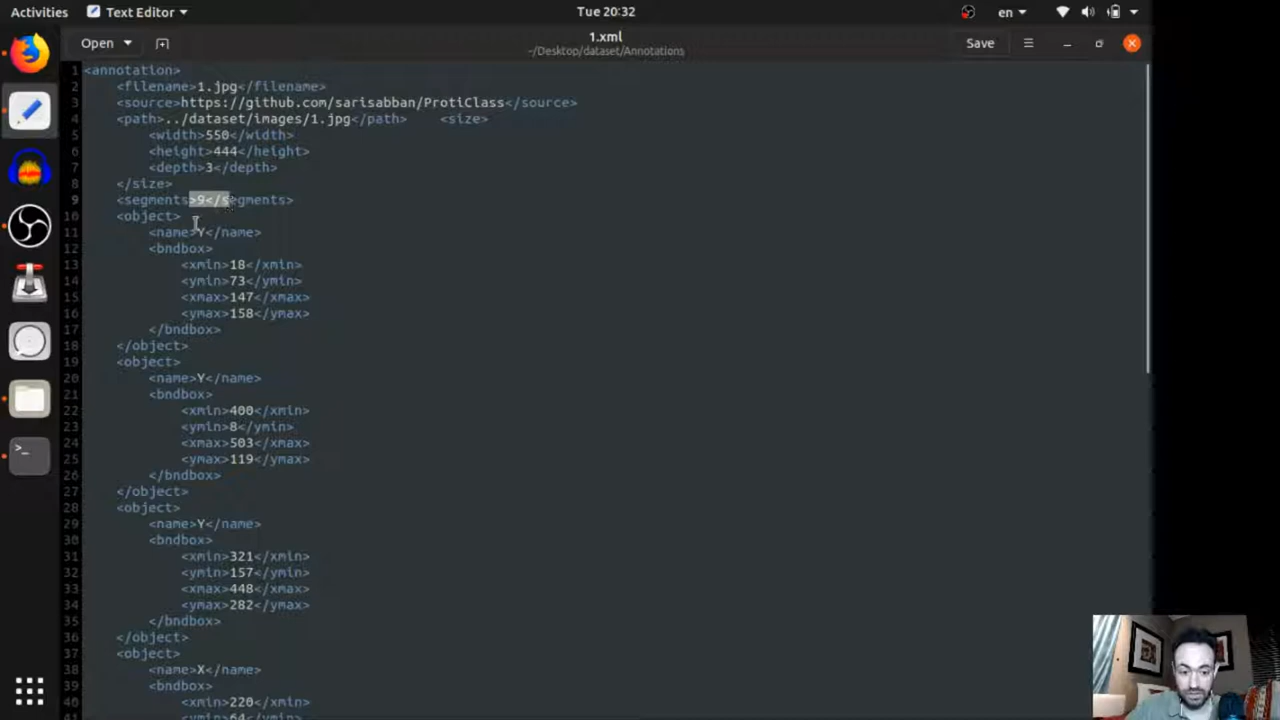 Activities Text Editor Tue 20:32 en
Open 1.xml Save
~/Desktop/dataset/Annotations
1 <annotation>
2 <filename>1.jpg</filename>
3 <source>https://github.com/sarisabban/ProtiClass</source>
4 <path>../dataset/images/1.jpg</path> <size>
5 <width>550</width>
6 <height>444</height>
7 <depth>3</depth>
8 </size>
9 <segments>9</segments>
10 <object>
11 <name>Y</name>
12 <bndbox>
13 <xmin>18</xmin>
14 <ymin>73</ymin>
15 <xmax>147</xmax>
16 <ymax>158</ymax>
17 </bndbox>
18 </object>
19 <object>
20 <name>Y</name>
21 <bndbox>
22 <xmin>400</xmin>
23 <ymin>8</ymin>
24 <xmax>503</xmax>
25 <ymax>119</ymax>
26 </bndbox>
27 </object>
28 <object>
29 <name>Y</name>
30 <bndbox>
31 <xmin>321</xmin>
32 <ymin>157</ymin>
33 <xmax>448</xmax>
34 <ymax>282</ymax>
35 </bndbox>
36 </object>
37 <object>
38 <name>X</name>
39 <bndbox>
40 <xmin>220</xmin>
41 <ymin>64</ymin>